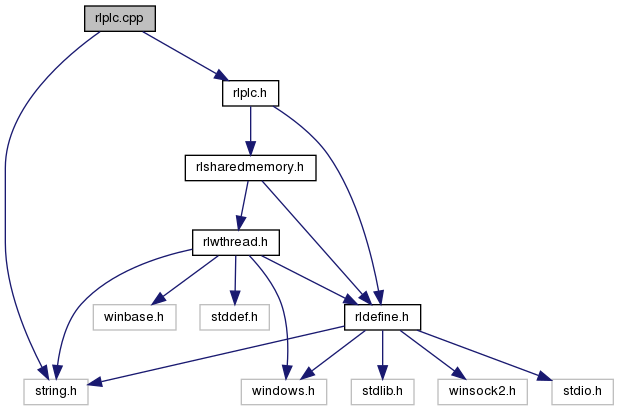 rlplc.cpp
rlplc.h
rlsharedmemory.h
rlwthread.h
winbase.h
stddef.h
rldefine.h
string.h
windows.h
stdlib.h
winsock2.h
stdio.h